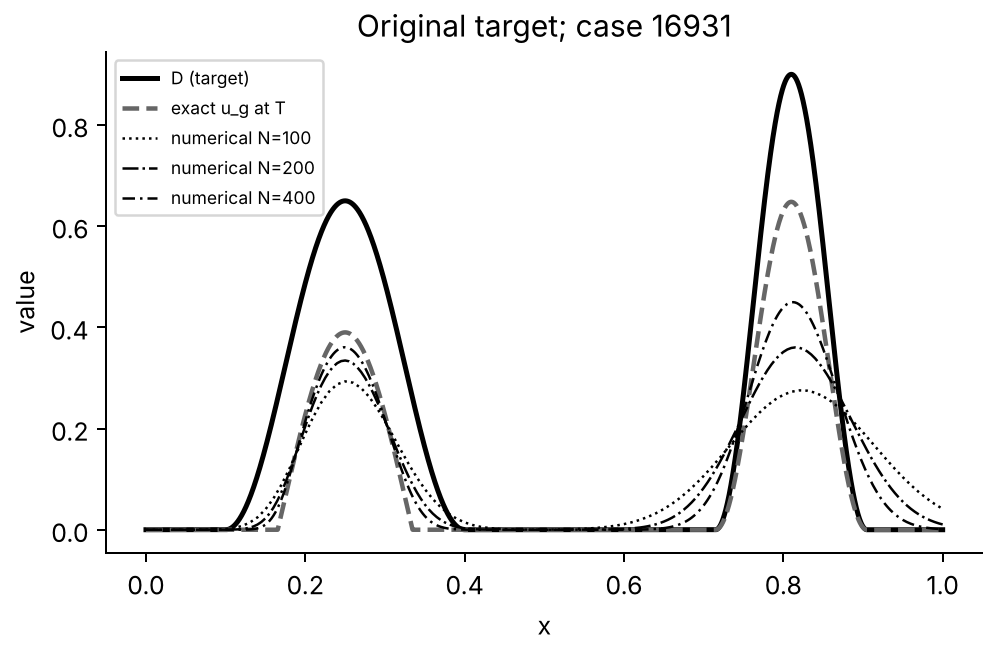 Original target; case 16931
D (target)
exact u_g at T
numerical N=100
numerical N=200
numerical N=400
value
0.8
0.6
0.4
0.2
0.0
0.0 0.2 0.4 0.6 0.8 1.0
x